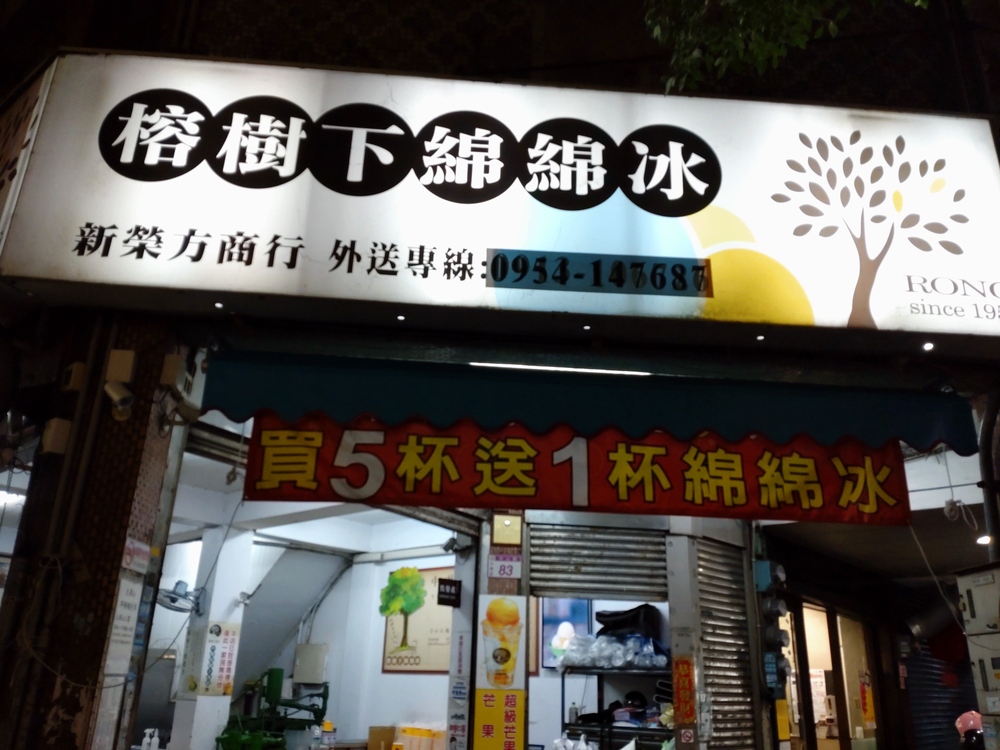 榕樹下綿綿冰
新榮方商行 外送專線:0954-147687
RONG
since 195
買5杯送1杯綿綿冰
83
超級芒果
芒果